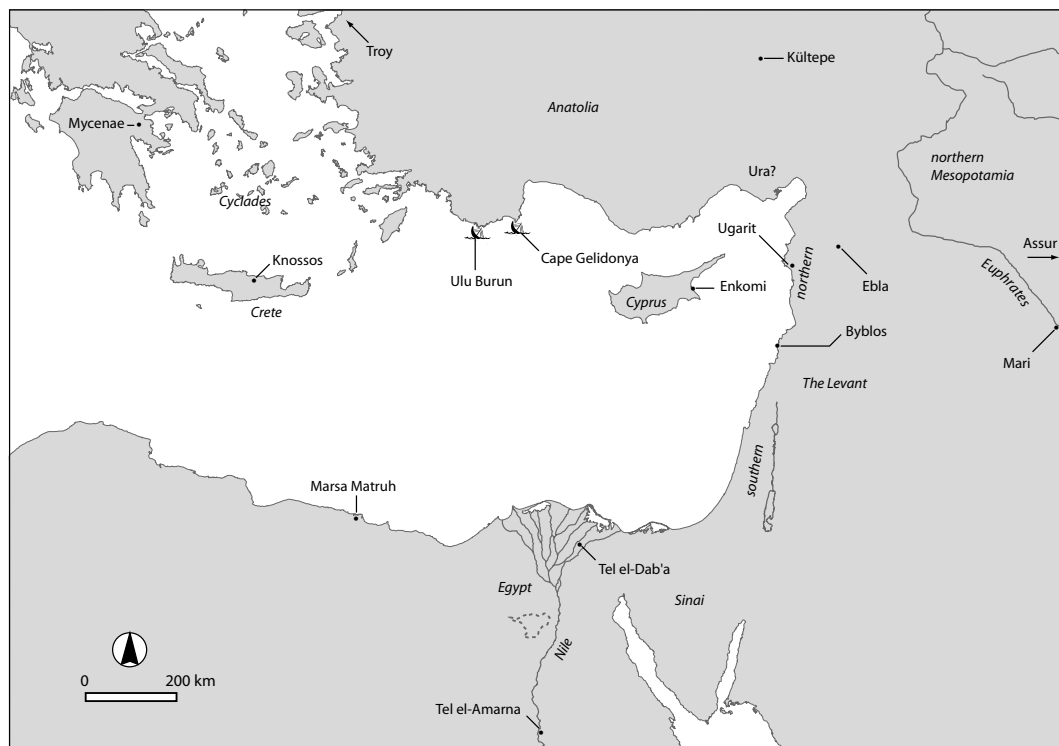 Troy
Kültepe
Anatolia
Mycenae
northern
Mesopotamia
Ura?
Cyclades
Ugarit
Assur
Cape Gelidonya
Knossos
northern
Ulu Burun
Enkomi
Ebla
Euphrates
Cyprus
Crete
Byblos
Mari
The Levant
southern
Marsa Matruh
Tel el-Dab'a
Egypt
Sinai
Nile
0 200 km
Tel el-Amarna